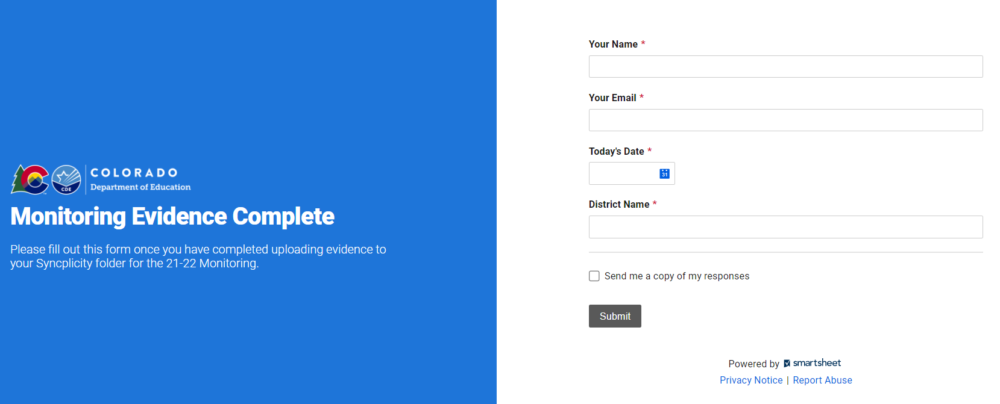 COLORADO
Department of Education
CDE
TM
Monitoring Evidence Complete
Please fill out this form once you have completed uploading evidence to
your Syncplicity folder for the 21-22 Monitoring.
Your Name *
Your Email *
Today's Date *
31
District Name *
Send me a copy of my responses
Submit
Powered by smartsheet
Privacy Notice | Report Abuse